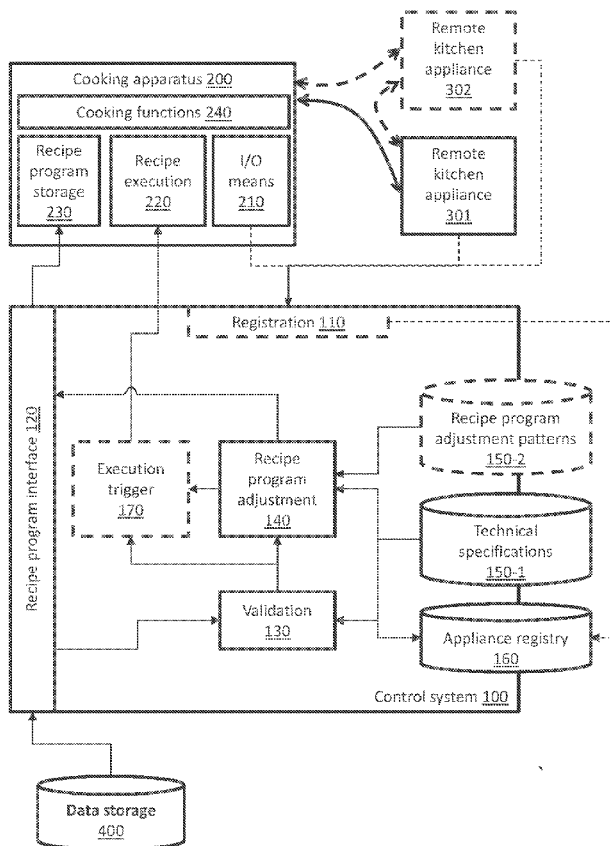 Remote
kitchen
appliance
302
Cooking apparatus 200
Cooking functions 240
Recipe
program
storage
230
Recipe
execution
220
I/O
means
210
Remote
kitchen
appliance
301
Registration 110
Recipe program interface 120
Recipe program
adjustment patterns
150-2
Execution
trigger
170
Recipe
program
adjustment
140
Technical
specifications
150-1
Validation
130
Appliance registry
160
Control system 100
Data storage
400